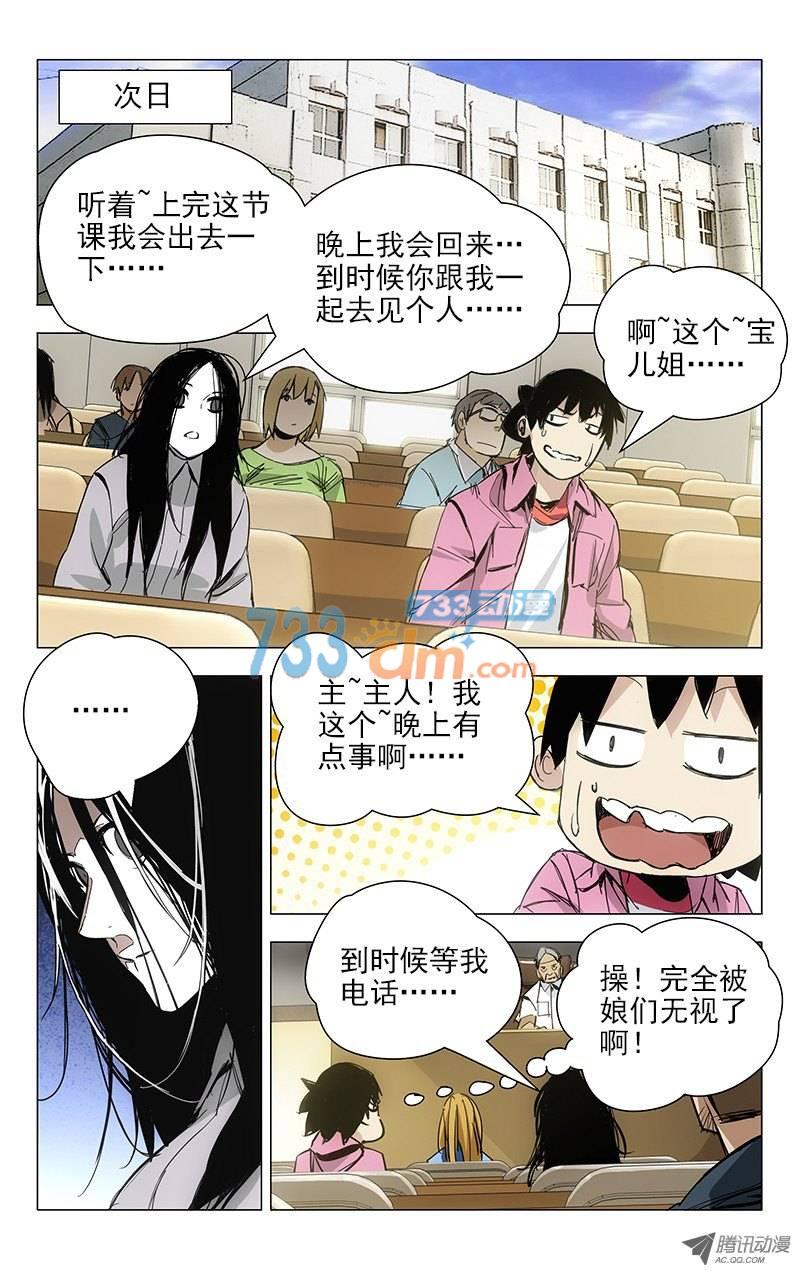 次日
听着~上完这节
课我会出去一
下……
晚上我会回来…
到时候你跟我一
起去见个人……
啊~这个~宝
儿姐……
733动漫
733dm.com
……
主~主人！我
这个~晚上有
点事啊……
到时候等我
电话……
操！完全被
娘们无视了
啊！
腾讯动漫
AC.QQ.COM